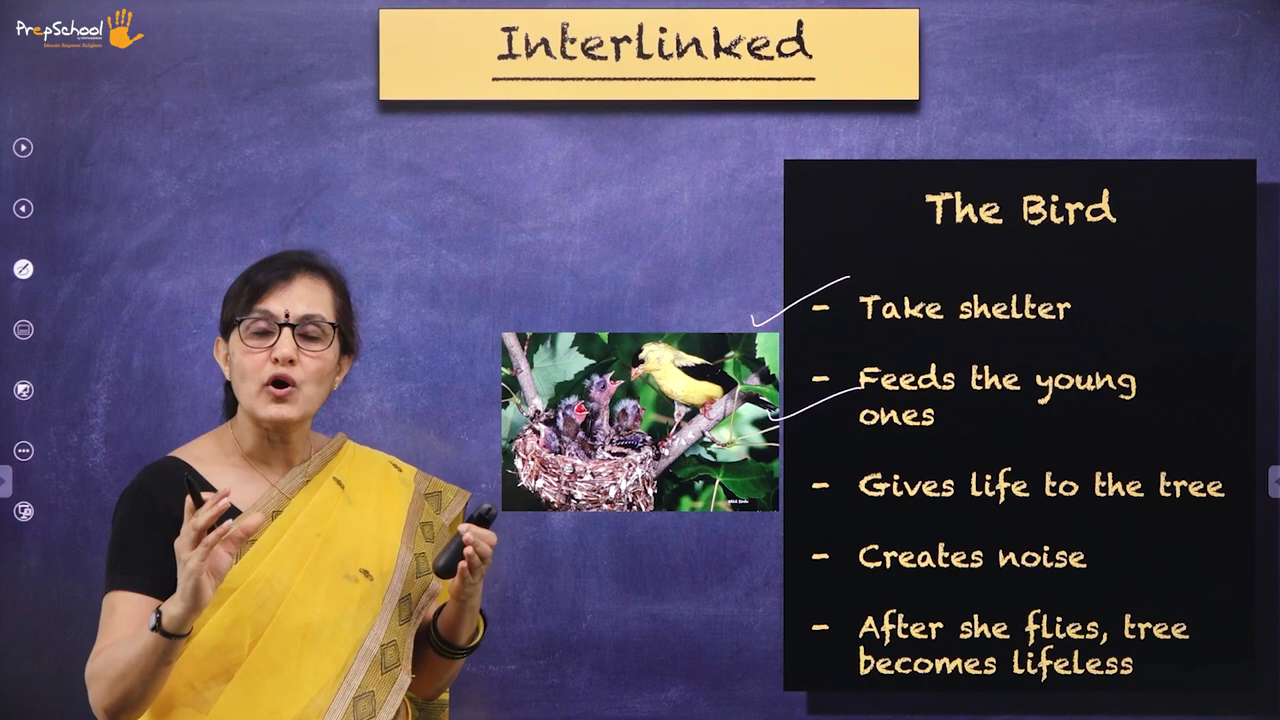 PrepSchool
Interlinked
The Bird
- Take shelter
- Feeds the young
ones
- Gives life to the tree
- Creates noise
- After she flies, tree
becomes lifeless